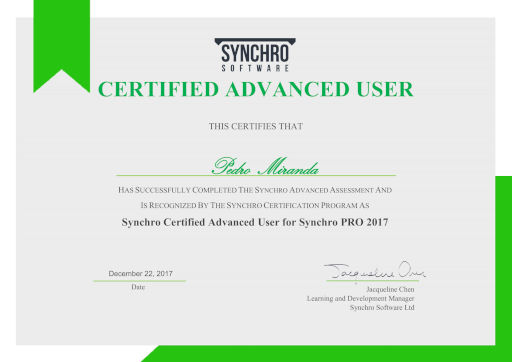 SYNCHRO
SOFTWARE
CERTIFIED ADVANCED USER
THIS CERTIFIES THAT
Pedro Miranda
HAS SUCCESSFULLY COMPLETED THE SYNCHRO ADVANCED ASSESSMENT AND
IS RECOGNIZED BY THE SYNCHRO CERTIFICATION PROGRAM AS
Synchro Certified Advanced User for Synchro PRO 2017
December 22, 2017
Date
Jacqueline Chen
Jacqueline Chen
Learning and Development Manager
Synchro Software Ltd